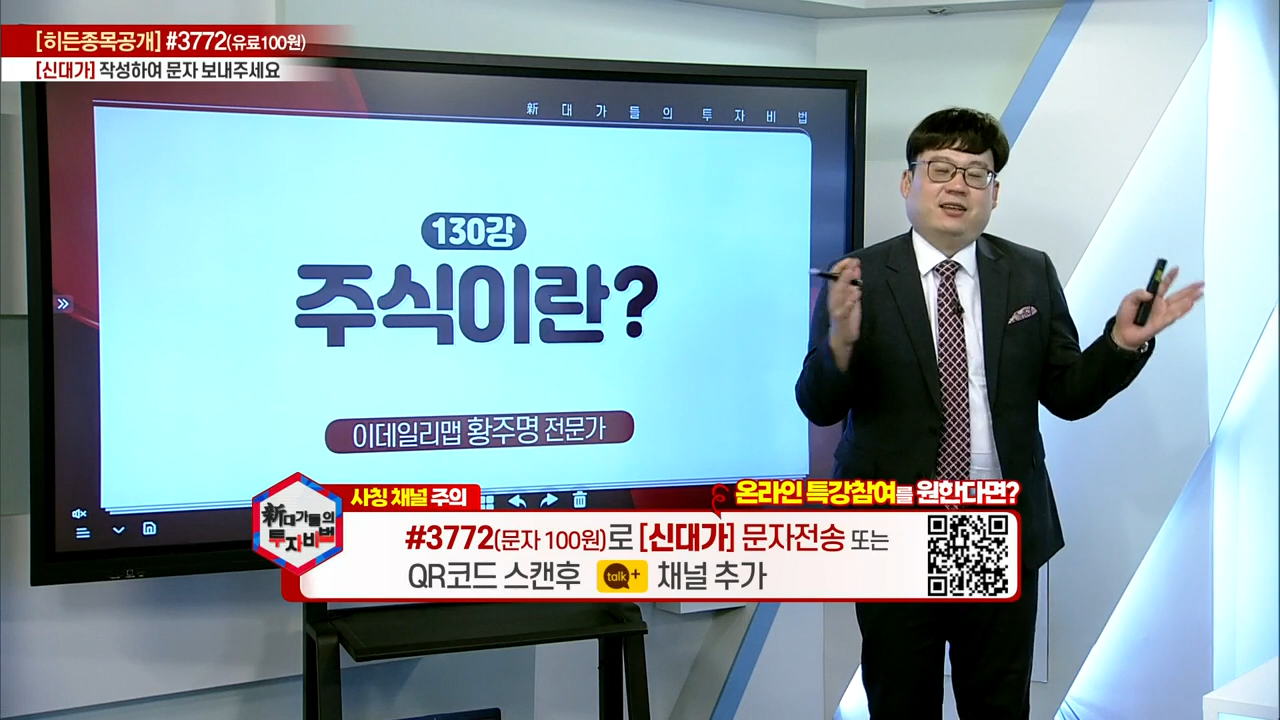 [히든종목공개] #3772(유료100원)
[신대가] 작성하여 문자 보내주세요
新대가들의 투자비법
130강
주식이란?
이데일리맵 황주명 전문가
사칭 채널 주의
온라인 특강참여를 원한다면?
新대가들의
투자비법
#3772(문자 100원)로 [신대가] 문자전송 또는
QR코드 스캔후 talk+ 채널 추가